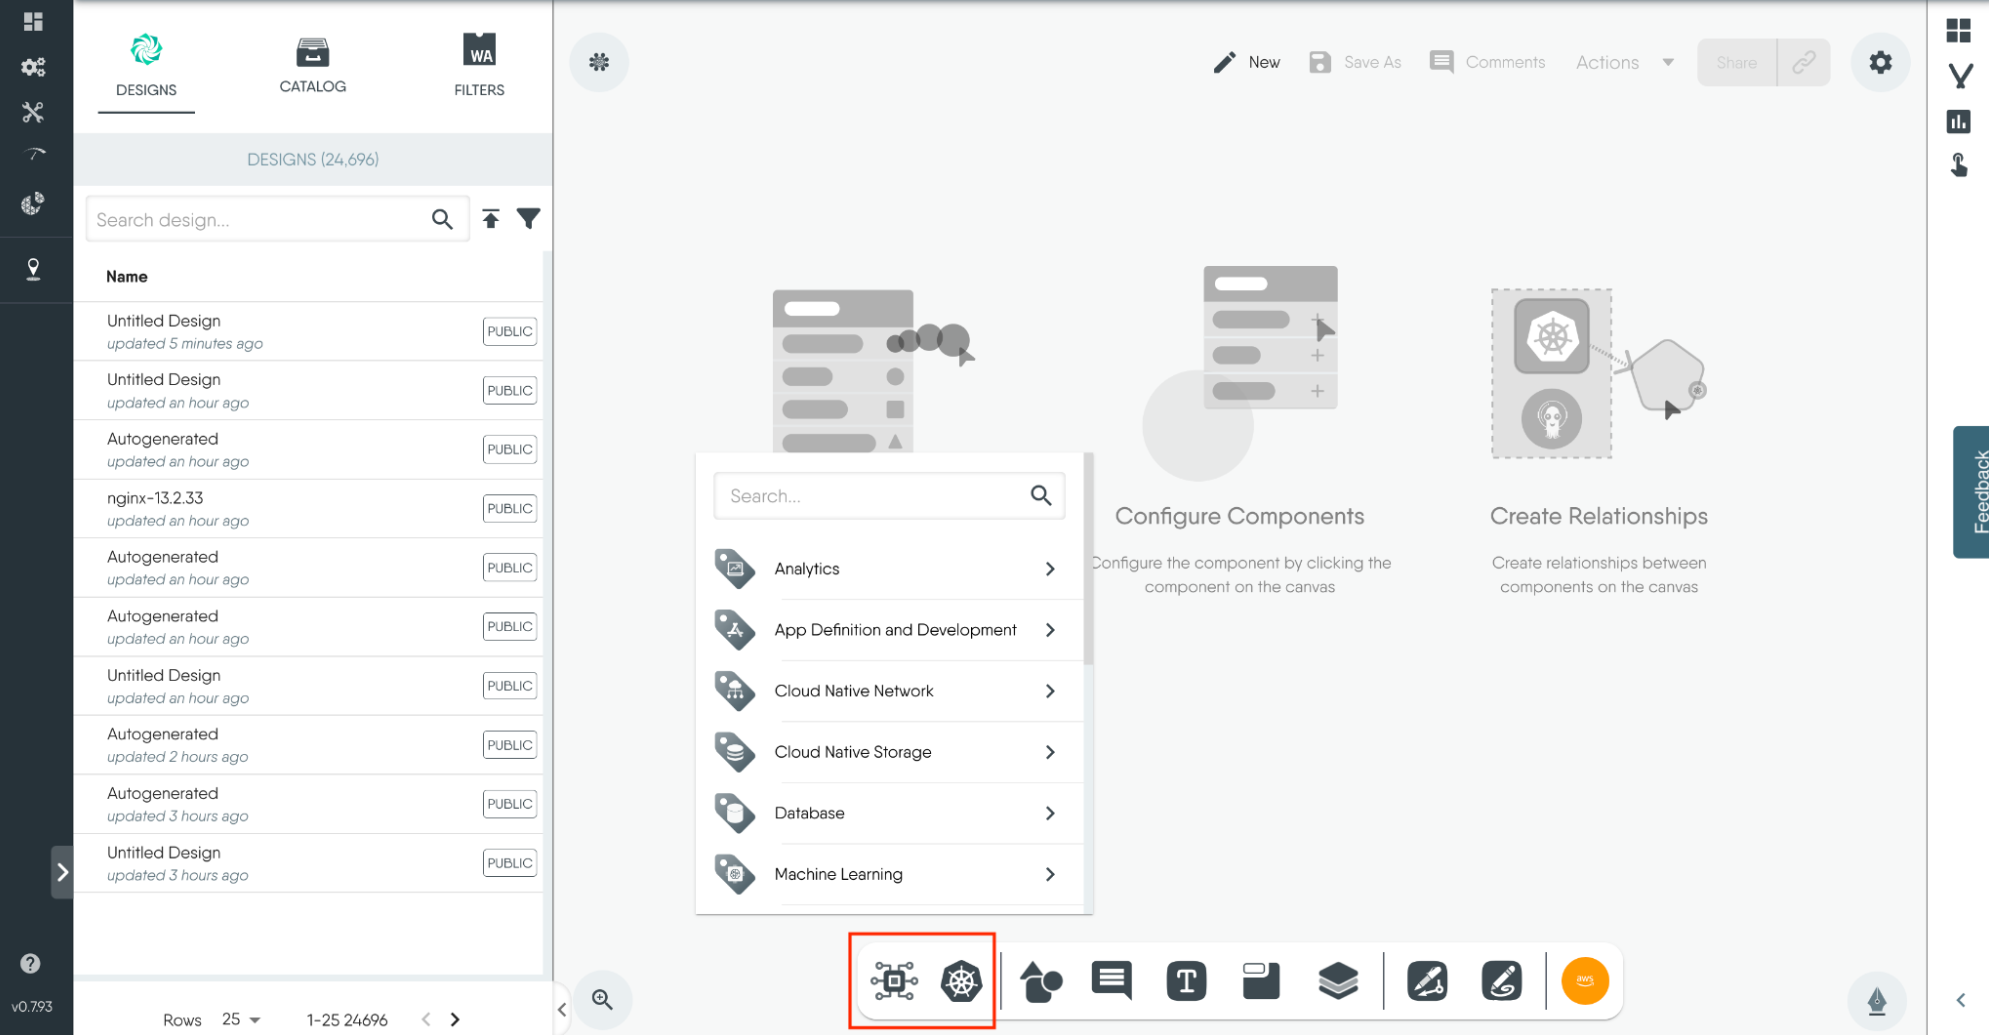 DESIGNS
CATALOG
WA
FILTERS
DESIGNS (24,696)
Search design...
Name
Untitled Design
updated 5 minutes ago
PUBLIC
Untitled Design
updated an hour ago
PUBLIC
Autogenerated
updated an hour ago
PUBLIC
nginx-13.2.33
updated an hour ago
PUBLIC
Autogenerated
updated an hour ago
PUBLIC
Autogenerated
updated an hour ago
PUBLIC
Untitled Design
updated an hour ago
PUBLIC
Autogenerated
updated 2 hours ago
PUBLIC
Autogenerated
updated 3 hours ago
PUBLIC
Untitled Design
updated 3 hours ago
PUBLIC
v0.793
Rows 25 1-25 24696
New Save As Comments Actions Share
Search...
Analytics
App Definition and Development
Cloud Native Network
Cloud Native Storage
Database
Machine Learning
Configure Components
Configure the component by clicking the
component on the canvas
Create Relationships
Create relationships between
components on the canvas
Feedback
T
aws